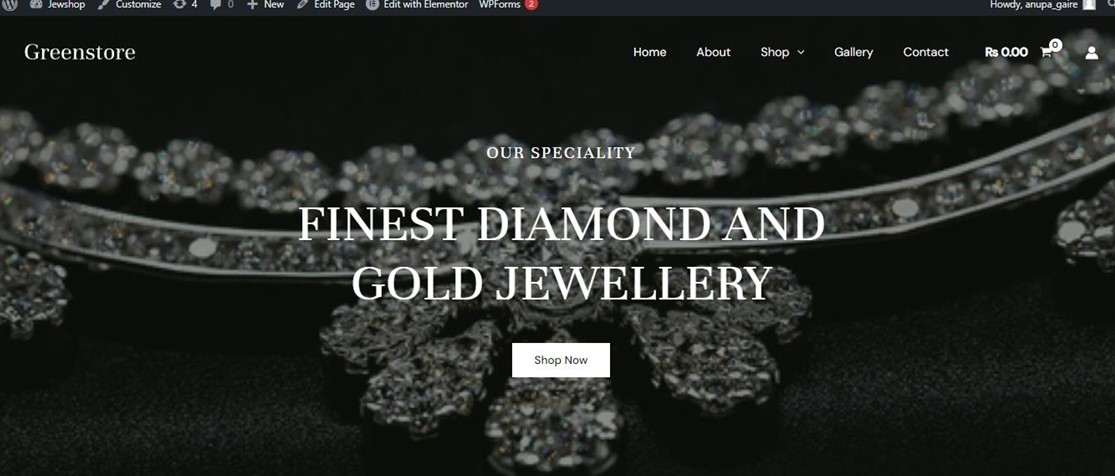 Jewshop Customize 4 0 New Edit Page Edit with Elementor WPForms 2 Howdy, anupa_gaire
Greenstore Home About Shop Gallery Contact ₨ 0.00 0
OUR SPECIALITY
FINEST DIAMOND AND
GOLD JEWELLERY
Shop Now